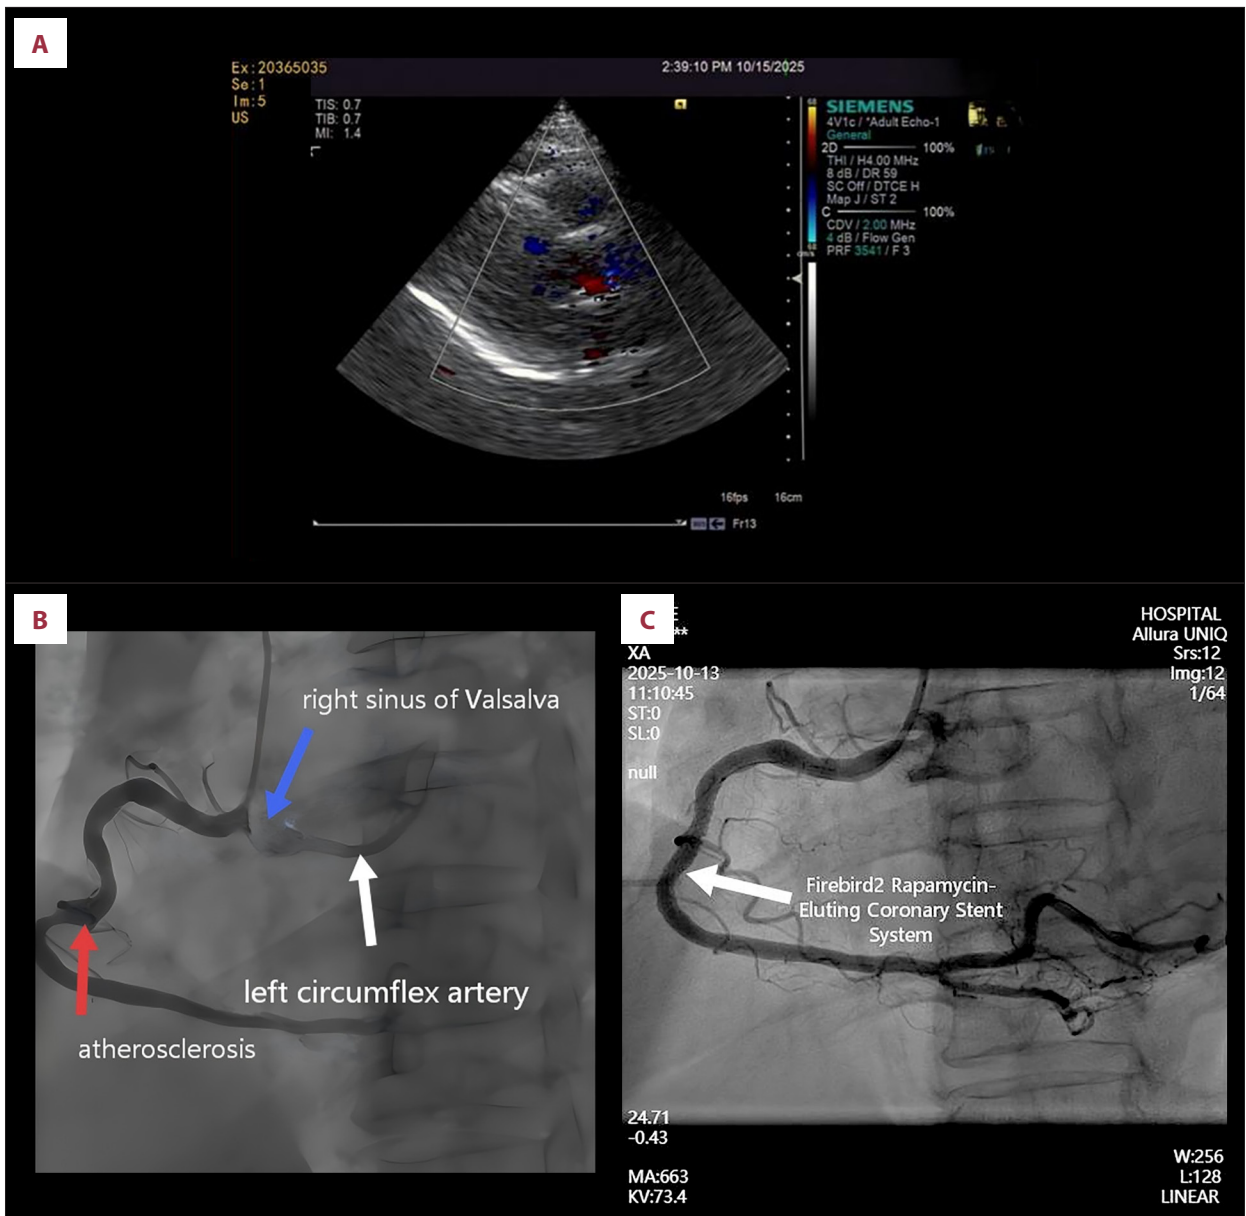 A
Ex:20365035
Se:1
Im:5
US
2:39:10 PM 10/15/2025
TIS: 0.7
TIB: 0.7
MI: 1.4
SIEMENS
4V1c / *Adult Echo-1
General
2D 100%
THI / H4.00 MHz
8 dB / DR 59
SC Off / DTCE H
Map J / ST 2
C 100%
CDV / 2.00 MHz
4 dB / Flow Gen
PRF 3541 / F 3
16fps 16cm
Fr13
B
right sinus of Valsalva
left circumflex artery
atherosclerosis
C
E
**
XA
2025-10-13
11:10:45
ST:0
SL:0
null
HOSPITAL
Allura UNIQ
Srs:12
Img:12
1/64
Firebird2 Rapamycin-
Eluting Coronary Stent
System
24.71
-0.43
MA:663
KV:73.4
W:256
L:128
LINEAR